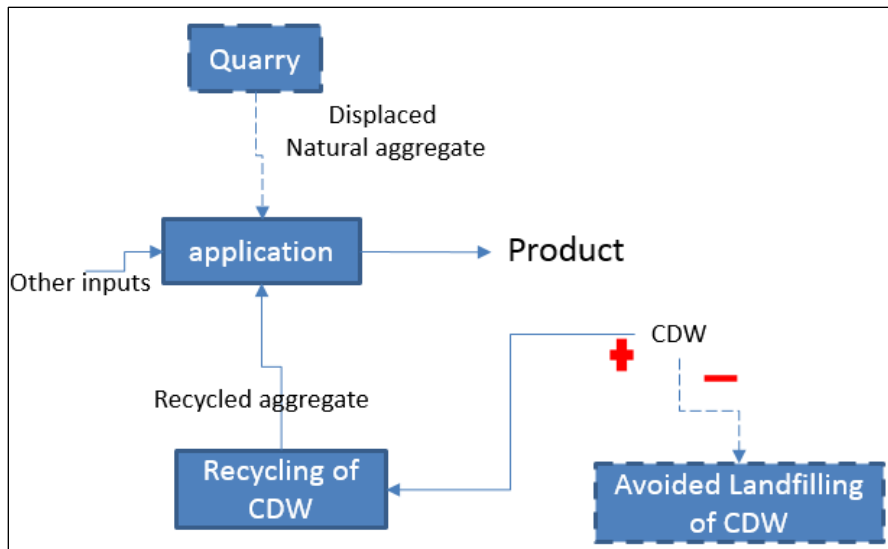 Quarry
Displaced
Natural aggregate
application
Product
Other inputs
CDW
Recycled aggregate
Recycling of
CDW
Avoided Landfilling
of CDW